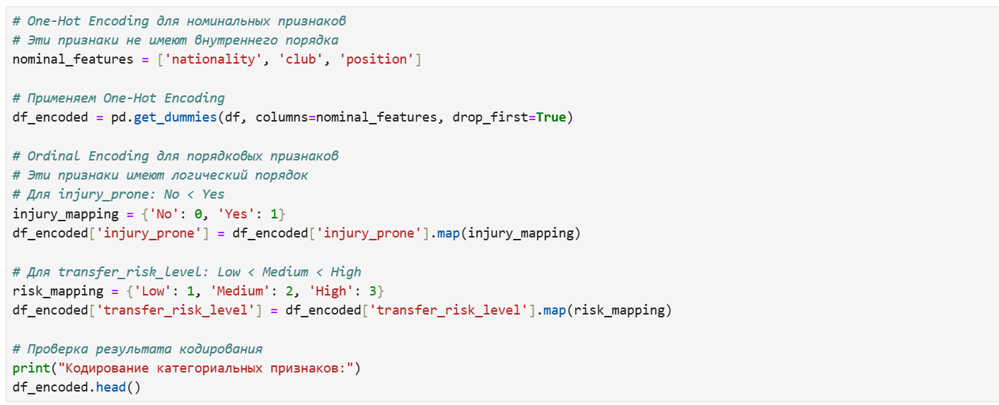 # One-Hot Encoding для номинальных признаков
# Эти признаки не имеют внутреннего порядка
nominal_features = ['nationality', 'club', 'position']
# Применяем One-Hot Encoding
df_encoded = pd.get_dummies(df, columns=nominal_features, drop_first=True)
# Ordinal Encoding для порядковых признаков
# Эти признаки имеют логический порядок
# Для injury_prone: No < Yes
injury_mapping = {'No': 0, 'Yes': 1}
df_encoded['injury_prone'] = df_encoded['injury_prone'].map(injury_mapping)
# Для transfer_risk_level: Low < Medium < High
risk_mapping = {'Low': 1, 'Medium': 2, 'High': 3}
df_encoded['transfer_risk_level'] = df_encoded['transfer_risk_level'].map(risk_mapping)
# Проверка результата кодирования
print("Кодирование категориальных признаков:")
df_encoded.head()